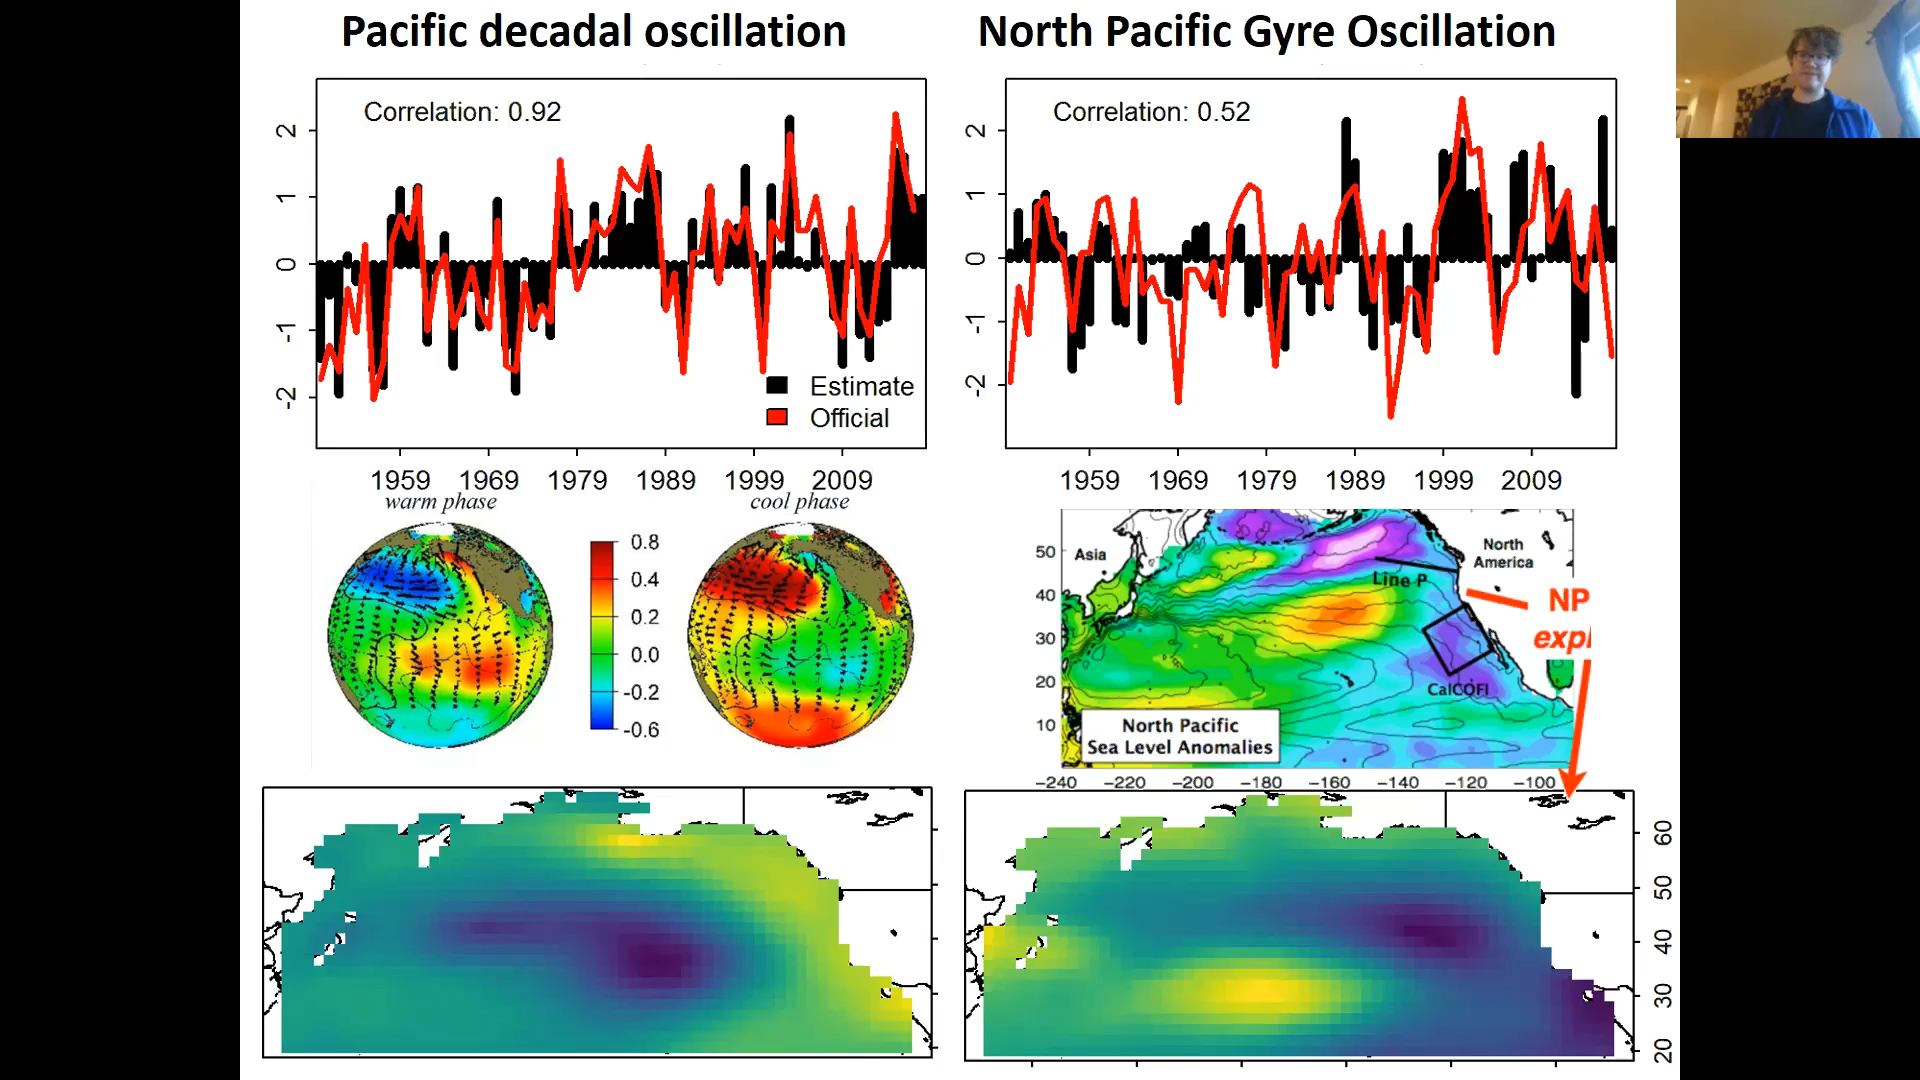 Pacific decadal oscillation
Correlation: 0.92
2
1
0
-1
-2
Estimate
Official
1959 1969 1979 1989 1999 2009
warm phase
cool phase
0.8
0.4
0.2
0.0
-0.2
-0.6
North Pacific Gyre Oscillation
Correlation: 0.52
2
1
0
-1
-2
1959 1969 1979 1989 1999 2009
50
40
30
20
10
Asia
North
America
Line P
CalCOFI
NP
expl
North Pacific
Sea Level Anomalies
-240 -220 -200 -180 -160 -140 -120 -100
60
50
40
30
20